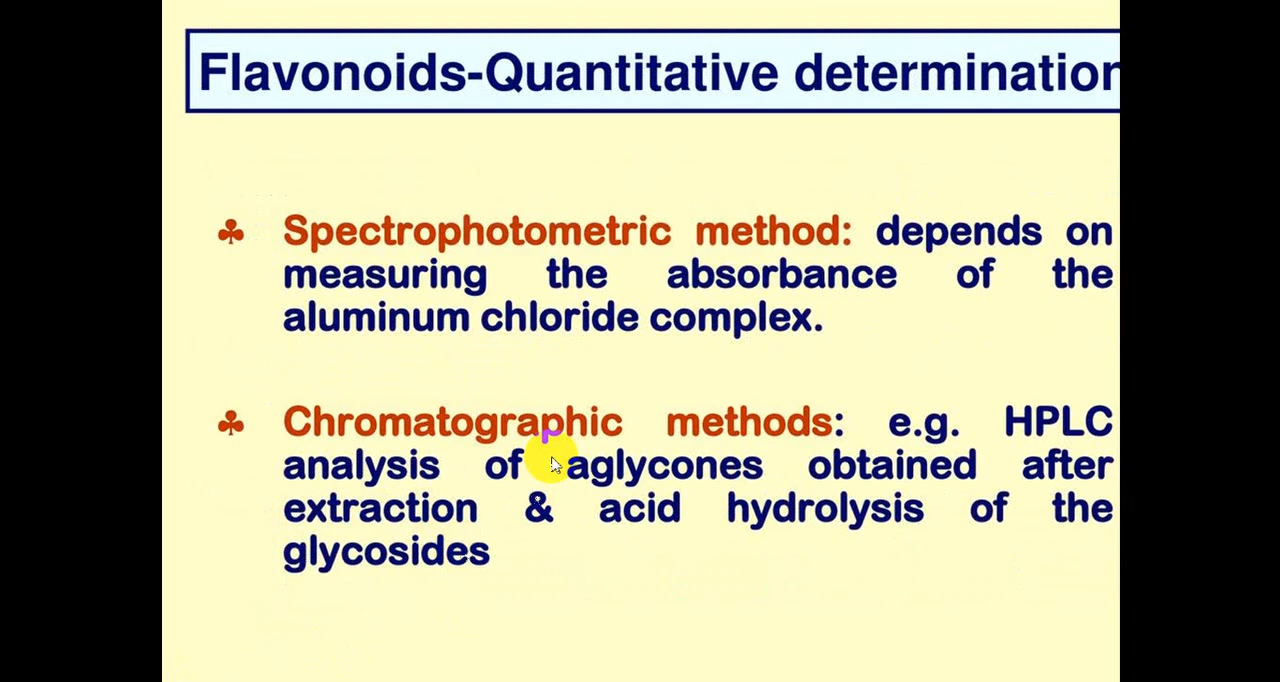 Flavonoids-Quantitative determination
♣ Spectrophotometric method: depends on
measuring the absorbance of the
aluminum chloride complex.
♣ Chromatographic methods: e.g. HPLC
analysis of aglycones obtained after
extraction & acid hydrolysis of the
glycosides